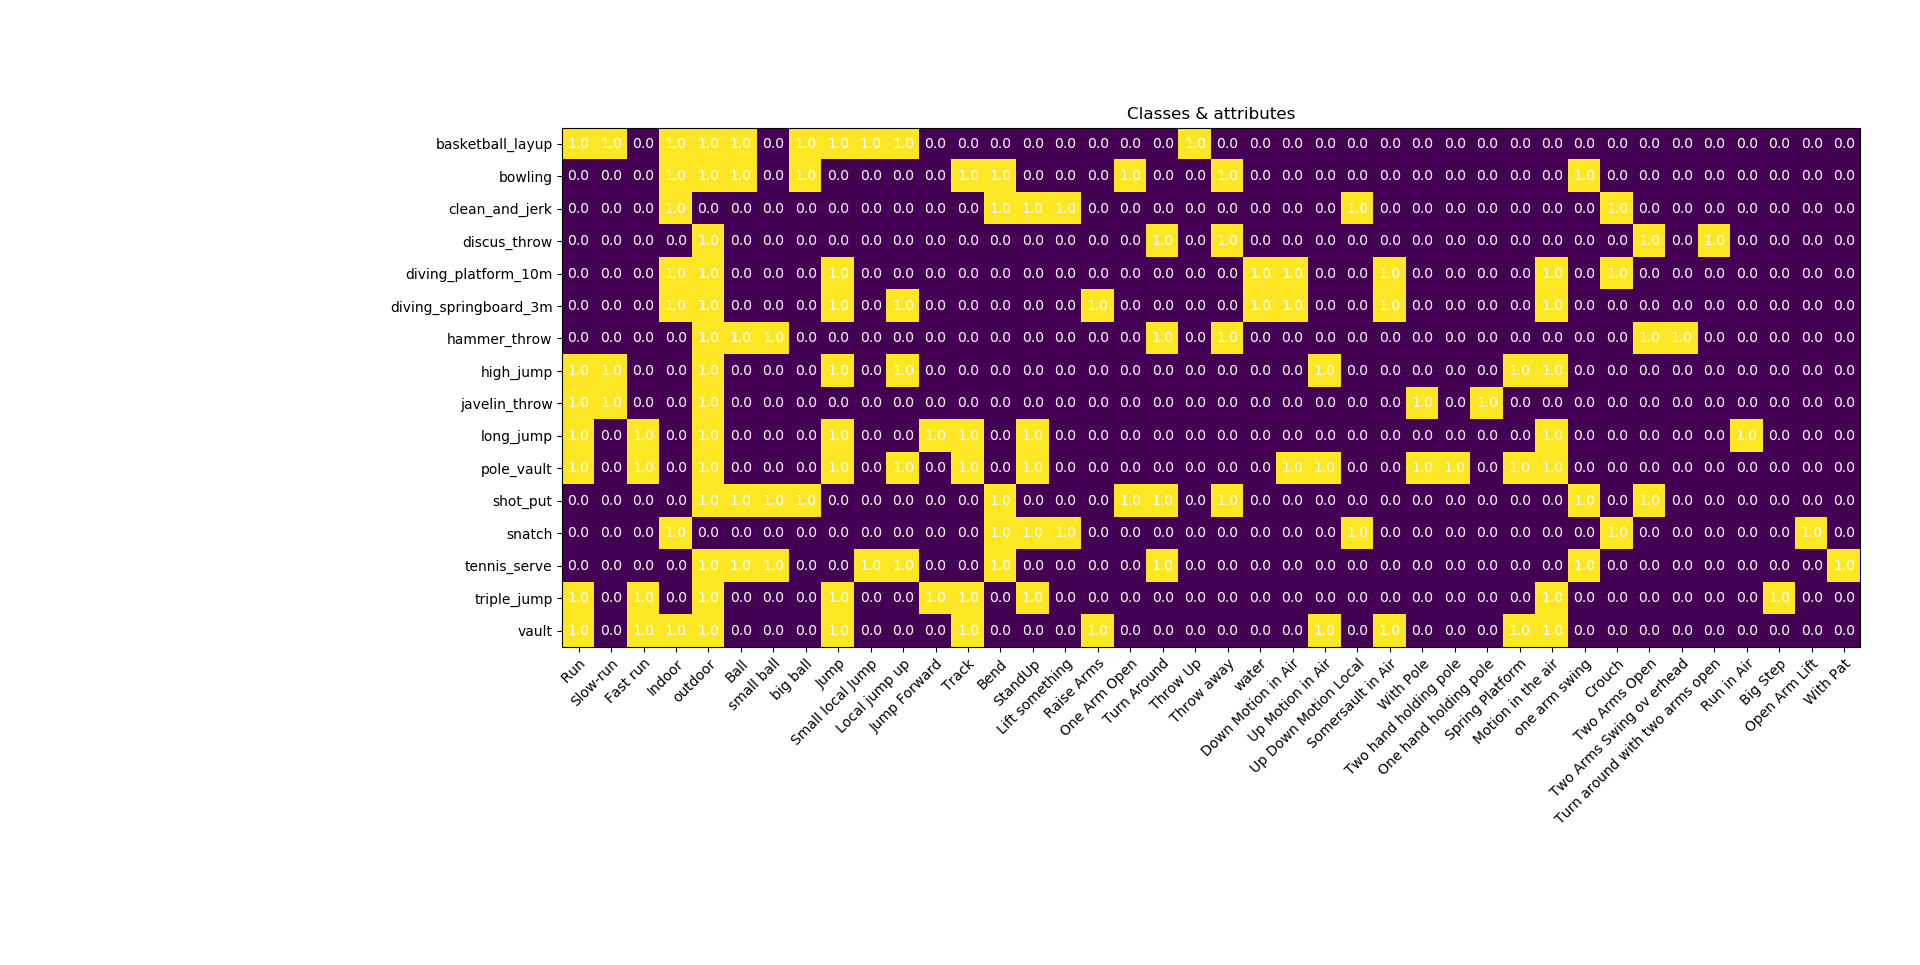 Classes & attributes
basketball_layup 1.0 1.0 0.0 1.0 1.0 1.0 0.0 1.0 1.0 1.0 1.0 0.0 0.0 0.0 0.0 0.0 0.0 0.0 0.0 1.0 0.0 0.0 0.0 0.0 0.0 0.0 0.0 0.0 0.0 0.0 0.0 0.0 0.0 0.0 0.0 0.0 0.0 0.0 0.0 0.0
bowling 0.0 0.0 0.0 1.0 1.0 1.0 0.0 1.0 0.0 0.0 0.0 0.0 1.0 1.0 0.0 0.0 0.0 1.0 0.0 0.0 1.0 0.0 0.0 0.0 0.0 0.0 0.0 0.0 0.0 0.0 0.0 1.0 0.0 0.0 0.0 0.0 0.0 0.0 0.0 0.0
clean_and_jerk 0.0 0.0 0.0 1.0 0.0 0.0 0.0 0.0 0.0 0.0 0.0 0.0 0.0 1.0 1.0 1.0 0.0 0.0 0.0 0.0 0.0 0.0 0.0 0.0 1.0 0.0 0.0 0.0 0.0 0.0 0.0 0.0 1.0 0.0 0.0 0.0 0.0 0.0 0.0 0.0
discus_throw 0.0 0.0 0.0 0.0 1.0 0.0 0.0 0.0 0.0 0.0 0.0 0.0 0.0 0.0 0.0 0.0 0.0 0.0 1.0 0.0 1.0 0.0 0.0 0.0 0.0 0.0 0.0 0.0 0.0 0.0 0.0 0.0 0.0 1.0 0.0 1.0 0.0 0.0 0.0 0.0
diving_platform_10m 0.0 0.0 0.0 1.0 1.0 0.0 0.0 0.0 1.0 0.0 0.0 0.0 0.0 0.0 0.0 0.0 0.0 0.0 0.0 0.0 0.0 1.0 1.0 0.0 0.0 1.0 0.0 0.0 0.0 0.0 1.0 0.0 1.0 0.0 0.0 0.0 0.0 0.0 0.0 0.0
diving_springboard_3m 0.0 0.0 0.0 1.0 1.0 0.0 0.0 0.0 1.0 0.0 1.0 0.0 0.0 0.0 0.0 0.0 1.0 0.0 0.0 0.0 0.0 1.0 1.0 0.0 0.0 1.0 0.0 0.0 0.0 0.0 1.0 0.0 0.0 0.0 0.0 0.0 0.0 0.0 0.0 0.0
hammer_throw 0.0 0.0 0.0 0.0 1.0 1.0 1.0 0.0 0.0 0.0 0.0 0.0 0.0 0.0 0.0 0.0 0.0 0.0 1.0 0.0 1.0 0.0 0.0 0.0 0.0 0.0 0.0 0.0 0.0 0.0 0.0 0.0 0.0 1.0 1.0 0.0 0.0 0.0 0.0 0.0
high_jump 1.0 1.0 0.0 0.0 1.0 0.0 0.0 0.0 1.0 0.0 1.0 0.0 0.0 0.0 0.0 0.0 0.0 0.0 0.0 0.0 0.0 0.0 0.0 1.0 0.0 0.0 0.0 0.0 0.0 1.0 1.0 0.0 0.0 0.0 0.0 0.0 0.0 0.0 0.0 0.0
javelin_throw 1.0 1.0 0.0 0.0 1.0 0.0 0.0 0.0 0.0 0.0 0.0 0.0 0.0 0.0 0.0 0.0 0.0 0.0 0.0 0.0 0.0 0.0 0.0 0.0 0.0 0.0 1.0 0.0 1.0 0.0 0.0 0.0 0.0 0.0 0.0 0.0 0.0 0.0 0.0 0.0
long_jump 1.0 0.0 1.0 0.0 1.0 0.0 0.0 0.0 1.0 0.0 0.0 1.0 1.0 0.0 1.0 0.0 0.0 0.0 0.0 0.0 0.0 0.0 0.0 0.0 0.0 0.0 0.0 0.0 0.0 0.0 1.0 0.0 0.0 0.0 0.0 0.0 1.0 0.0 0.0 0.0
pole_vault 1.0 0.0 1.0 0.0 1.0 0.0 0.0 0.0 1.0 0.0 1.0 0.0 1.0 0.0 1.0 0.0 0.0 0.0 0.0 0.0 0.0 0.0 1.0 1.0 0.0 0.0 1.0 1.0 0.0 1.0 1.0 0.0 0.0 0.0 0.0 0.0 0.0 0.0 0.0 0.0
shot_put 0.0 0.0 0.0 0.0 1.0 1.0 1.0 1.0 0.0 0.0 0.0 0.0 0.0 1.0 0.0 0.0 0.0 1.0 1.0 0.0 1.0 0.0 0.0 0.0 0.0 0.0 0.0 0.0 0.0 0.0 0.0 1.0 0.0 1.0 0.0 0.0 0.0 0.0 0.0 0.0
snatch 0.0 0.0 0.0 1.0 0.0 0.0 0.0 0.0 0.0 0.0 0.0 0.0 0.0 1.0 1.0 1.0 0.0 0.0 0.0 0.0 0.0 0.0 0.0 0.0 1.0 0.0 0.0 0.0 0.0 0.0 0.0 0.0 1.0 0.0 0.0 0.0 0.0 0.0 1.0 0.0
tennis_serve 0.0 0.0 0.0 0.0 1.0 1.0 1.0 0.0 0.0 1.0 1.0 0.0 0.0 1.0 0.0 0.0 0.0 0.0 1.0 0.0 0.0 0.0 0.0 0.0 0.0 0.0 0.0 0.0 0.0 0.0 0.0 1.0 0.0 0.0 0.0 0.0 0.0 0.0 0.0 1.0
triple_jump 1.0 0.0 1.0 0.0 1.0 0.0 0.0 0.0 1.0 0.0 0.0 1.0 1.0 0.0 1.0 0.0 0.0 0.0 0.0 0.0 0.0 0.0 0.0 0.0 0.0 0.0 0.0 0.0 0.0 0.0 1.0 0.0 0.0 0.0 0.0 0.0 0.0 1.0 0.0 0.0
vault 1.0 0.0 1.0 1.0 1.0 0.0 0.0 0.0 1.0 0.0 0.0 0.0 1.0 0.0 0.0 0.0 1.0 0.0 0.0 0.0 0.0 0.0 0.0 1.0 0.0 1.0 0.0 0.0 0.0 1.0 1.0 0.0 0.0 0.0 0.0 0.0 0.0 0.0 0.0 0.0
Run
Slow-run
Fast run
Indoor
outdoor
Ball
small ball
big ball
Jump
Small local Jump
Local jump up
Jump Forward
Track
Bend
StandUp
Lift something
Raise Arms
One Arm Open
Turn Around
Throw Up
Throw away
water
Down Motion in Air
Up Motion in Air
Up Down Motion Local
Somersault in Air
With Pole
Two hand holding pole
One hand holding pole
Spring Platform
Motion in the air
one arm swing
Crouch
Two Arms Open
Two Arms Swing ov erhead
Turn around with two arms open
Run in Air
Big Step
Open Arm Lift
With Pat